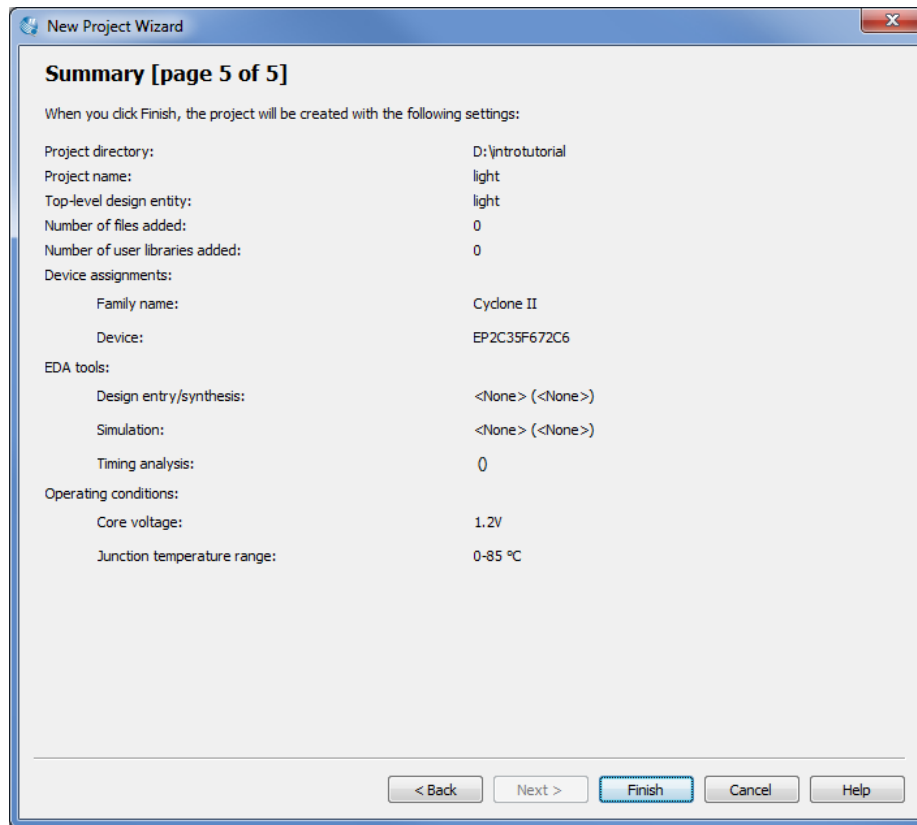 New Project Wizard
Summary [page 5 of 5]
When you click Finish, the project will be created with the following settings:
Project directory: D:\introtutorial
Project name: light
Top-level design entity: light
Number of files added: 0
Number of user libraries added: 0
Device assignments:
Family name: Cyclone II
Device: EP2C35F672C6
EDA tools:
Design entry/synthesis: <None> (<None>)
Simulation: <None> (<None>)
Timing analysis: ()
Operating conditions:
Core voltage: 1.2V
Junction temperature range: 0-85 ºC
< Back Next > Finish Cancel Help